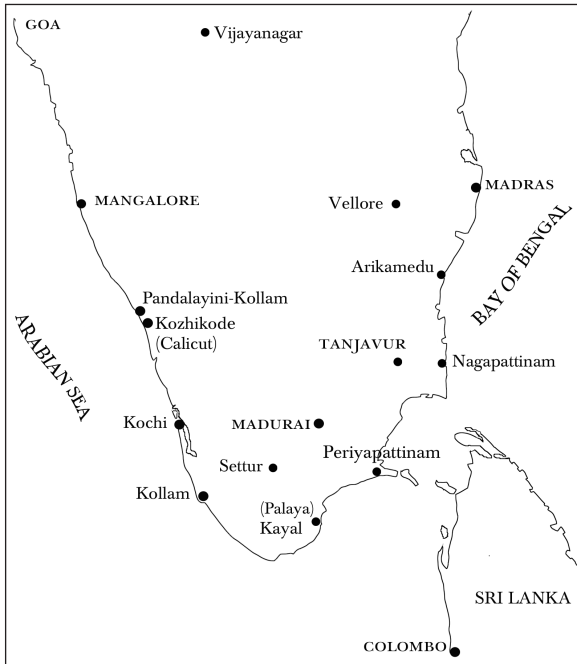 GOA
Vijayanagar
MANGALORE
Vellore
MADRAS
Arikamedu
BAY OF BENGAL
Pandalayini-Kollam
Kozhikode
(Calicut)
ARABIAN SEA
TANJAVUR
Nagapattinam
Kochi
MADURAI
Settur
Periyapattinam
Kollam
(Palaya)
Kayal
SRI LANKA
COLOMBO